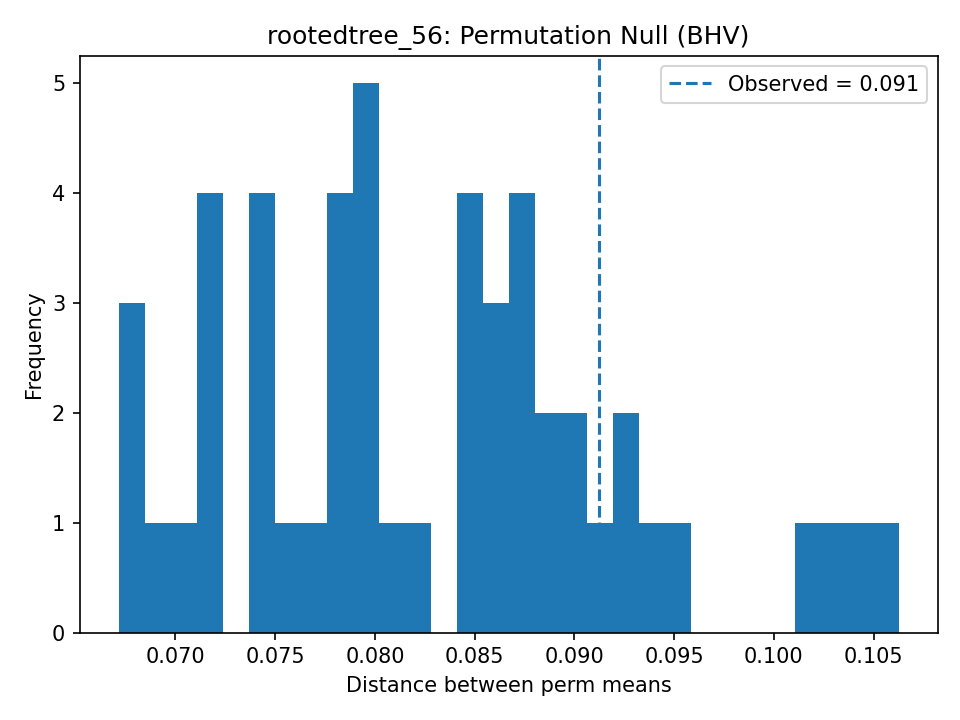 rootedtree_56: Permutation Null (BHV)
Observed = 0.091
Frequency
5
4
3
2
1
0
0.070 0.075 0.080 0.085 0.090 0.095 0.100 0.105
Distance between perm means